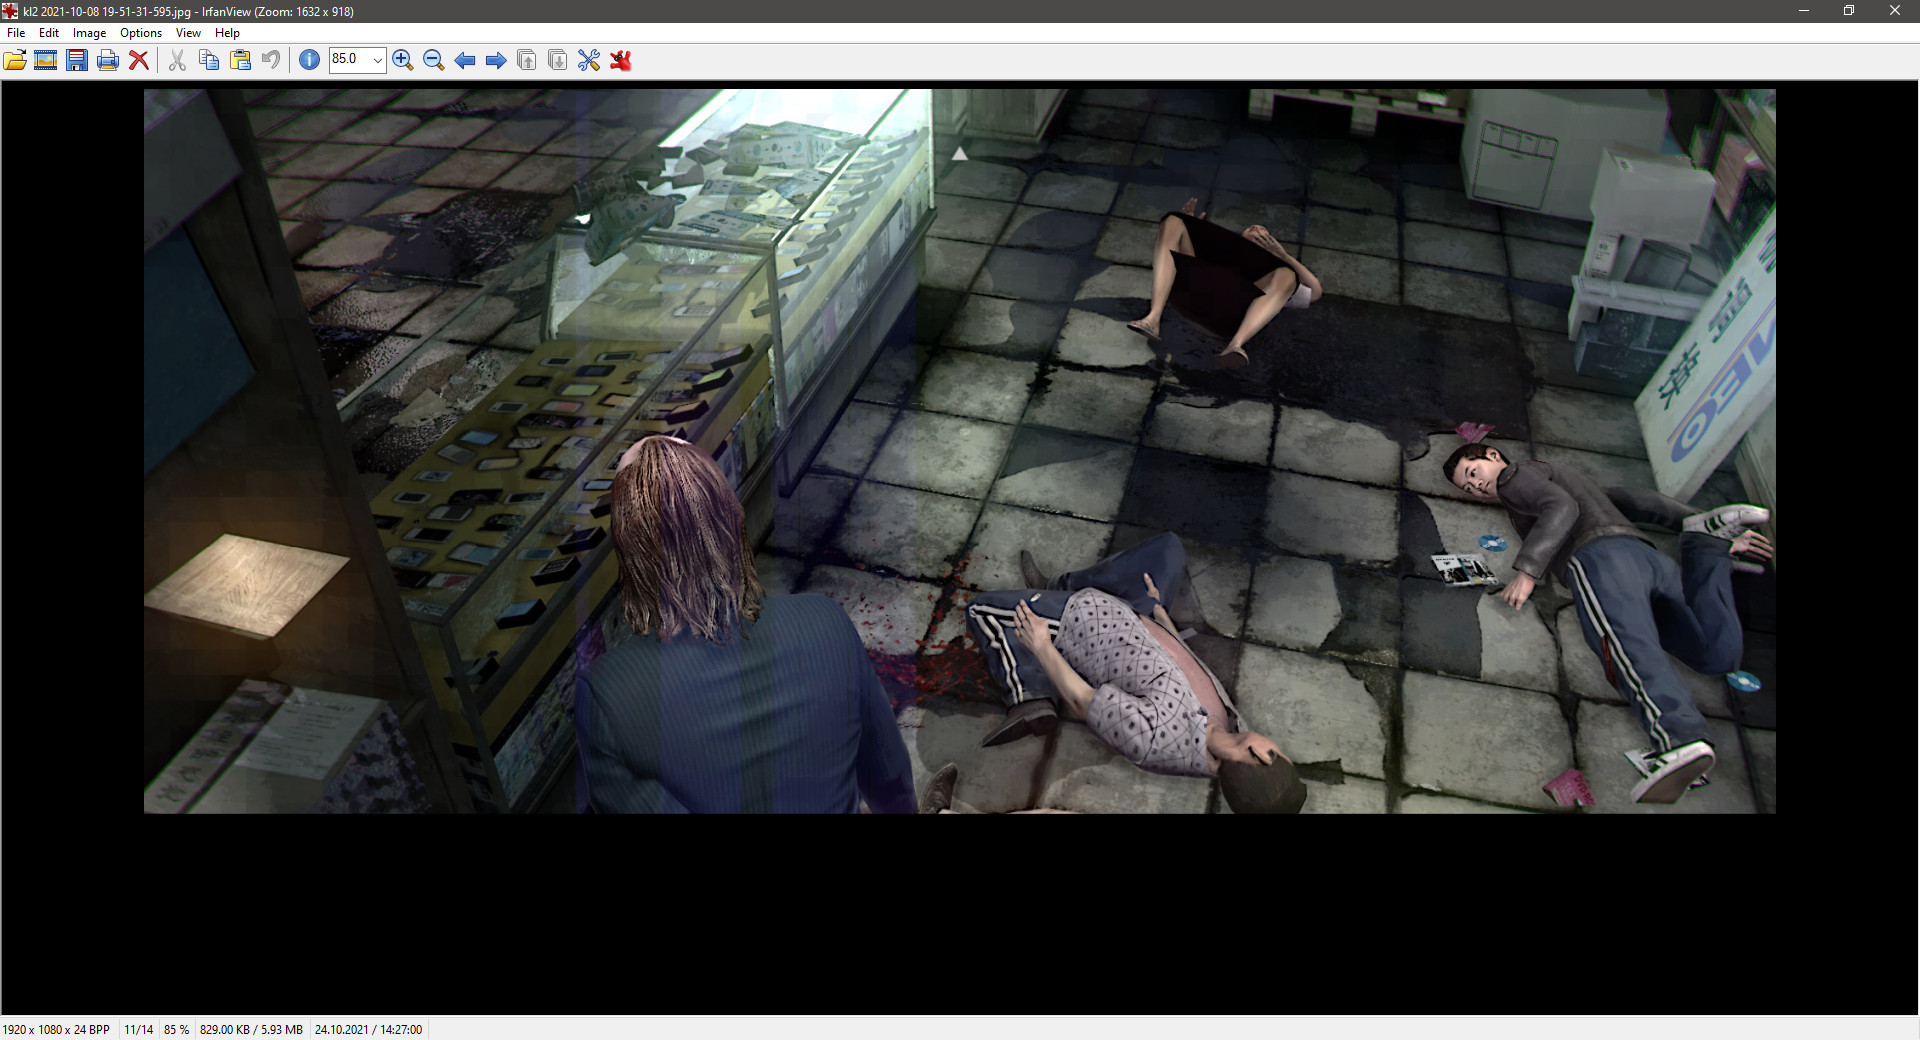 kl2 2021-10-08 19-51-31-595.jpg - IrfanView (Zoom: 1632 x 918)
File Edit Image Options View Help
85.0
1920 x 1080 x 24 BPP 11/14 85 % 829.00 KB / 5.93 MB 24.10.2021 / 14:27:00